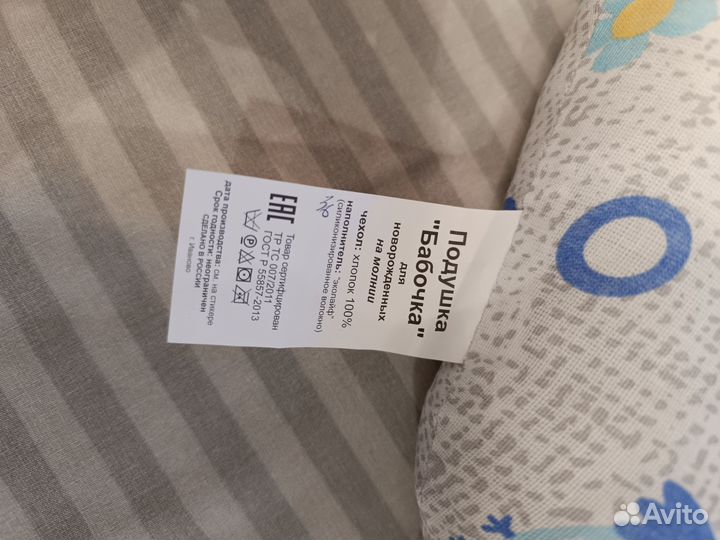 Подушка
"Бабочка"
для
новорожденных
на молнии
чехол: хлопок 100%
наполнитель: "эколайф"
(силиконизированное волокно)
EAC
Товар сертифицирован
ТР ТС 007/2011
ГОСТ Р 55857-2013
дата производства: см. на стикере
Срок годности: неограничен
СДЕЛАНО В РОССИИ
г. Иваново
Avito